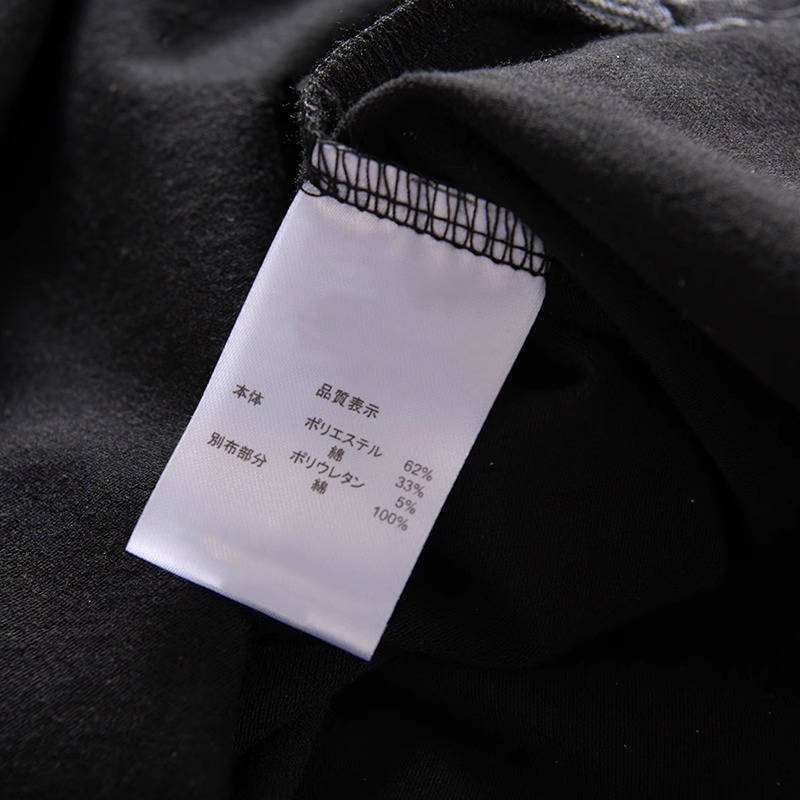 品質表示
本体 ポリエステル 62%
綿 33%
ポリウレタン 5%
別布部分 綿 100%